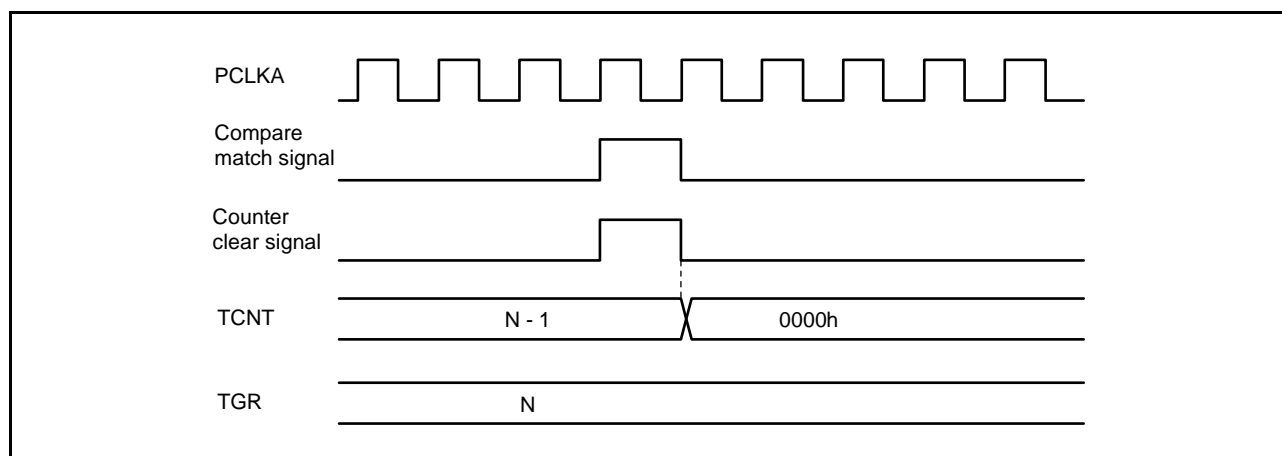 PCLKA
Compare
match signal
Counter
clear signal
TCNT
N - 1
0000h
TGR
N